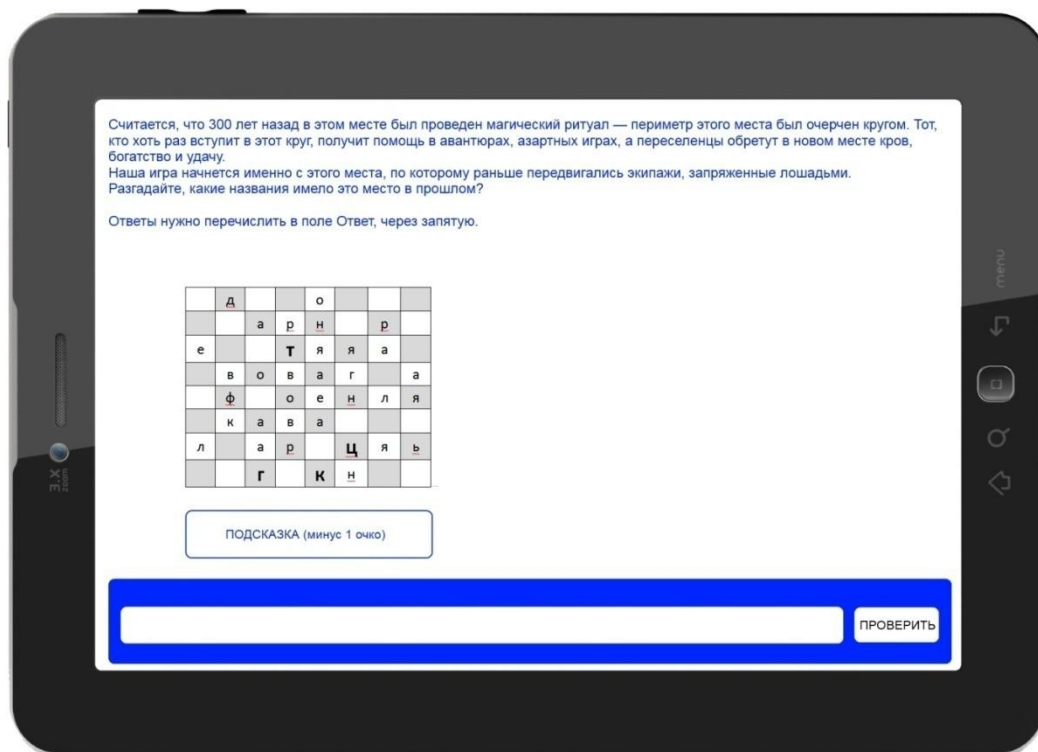 Считается, что 300 лет назад в этом месте был проведен магический ритуал — периметр этого места был очерчен кругом. Тот,
кто хоть раз вступит в этот круг, получит помощь в авантюрах, азартных играх, а переселенцы обретут в новом месте кров,
богатство и удачу.
Наша игра начнется именно с этого места, по которому раньше передвигались экипажи, запряженные лошадьми.
Разгадайте, какие названия имело это место в прошлом?
Ответы нужно перечислить в поле Ответ, через запятую.
д о
а р н р
е т я я а
в о в а г а
ф о е н л я
к а в а
л а р ц я ь
г к н
ПОДСКАЗКА (минус 1 очко)
ПРОВЕРИТЬ
menu
3.X
zoom